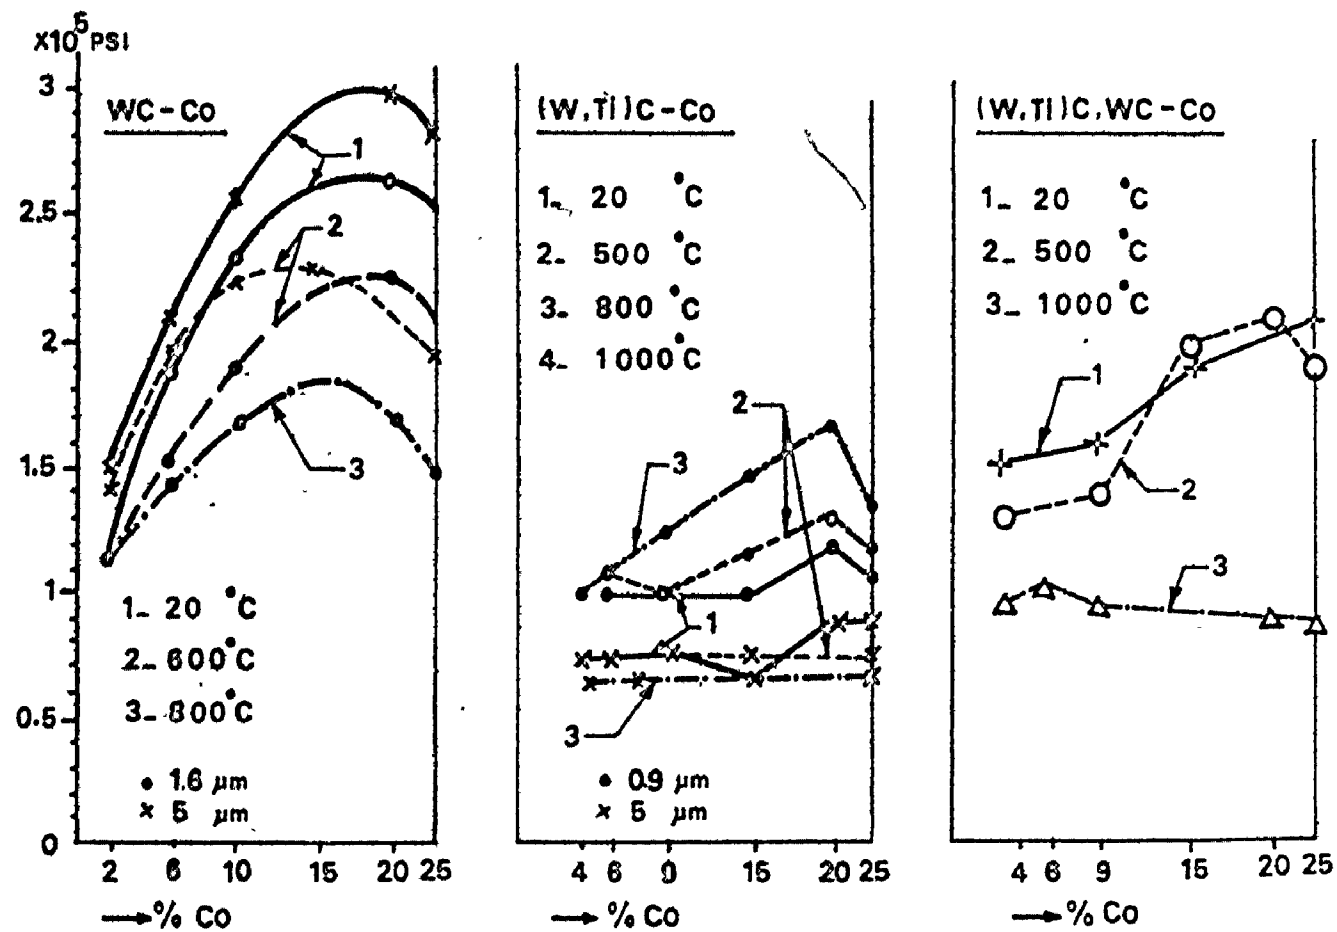 X10⁵ PSI
3
2.5
2
1.5
1
0.5
0
WC-Co
1
2
3
1- 20 °C
2- 600°C
3- 800°C
• 1.6 µm
x 5 µm
2 6 10 15 20 25
→% Co
(W,Ti)C-Co
1- 20 °C
2- 500 °C
3- 800 °C
4- 1000°C
2
3
1
3
• 0.9 µm
x 5 µm
4 6 9 15 20 25
→ % Co
(W,Ti)C,WC-Co
1- 20 °C
2- 500 °C
3- 1000°C
1
2
3
4 6 9 15 20 25
→% Co